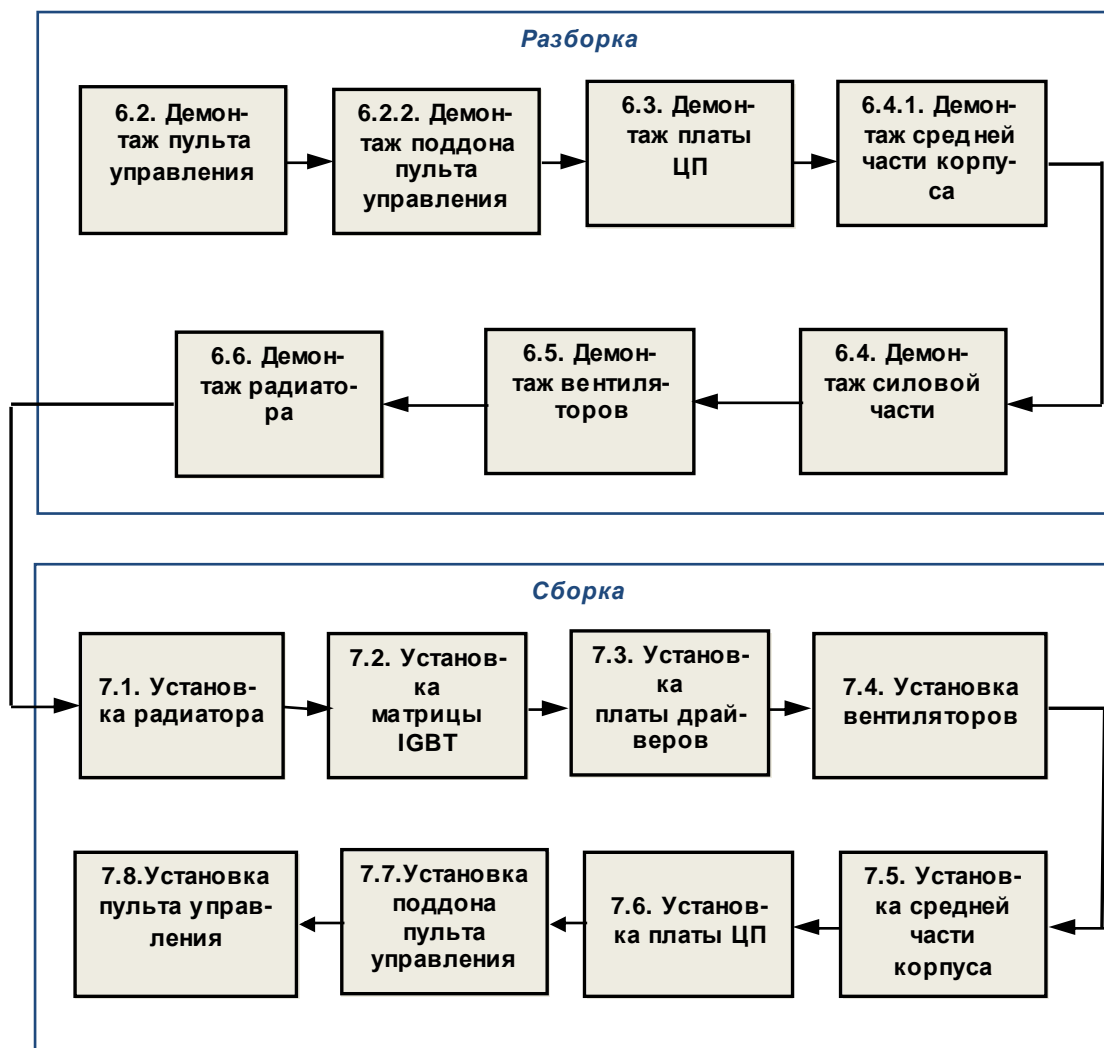 Разборка
6.2. Демон-
таж пульта
управления
6.2.2. Демон-
таж поддона
пульта
управления
6.3. Демон-
таж платы
ЦП
6.4.1. Демон-
таж средней
части корпу-
са
6.4. Демон-
таж силовой
части
6.5. Демон-
таж вентиля-
торов
6.6. Демон-
таж радиато-
ра
Сборка
7.1. Установ-
ка радиатора
7.2. Установ-
ка
матрицы
IGBT
7.3. Установ-
ка
платы драй-
веров
7.4. Установка
вентиляторов
7.5. Установ-
ка средней
части
корпуса
7.6. Установ-
ка платы ЦП
7.7.Установка
поддона
пульта
управления
7.8.Установка
пульта управ-
ления